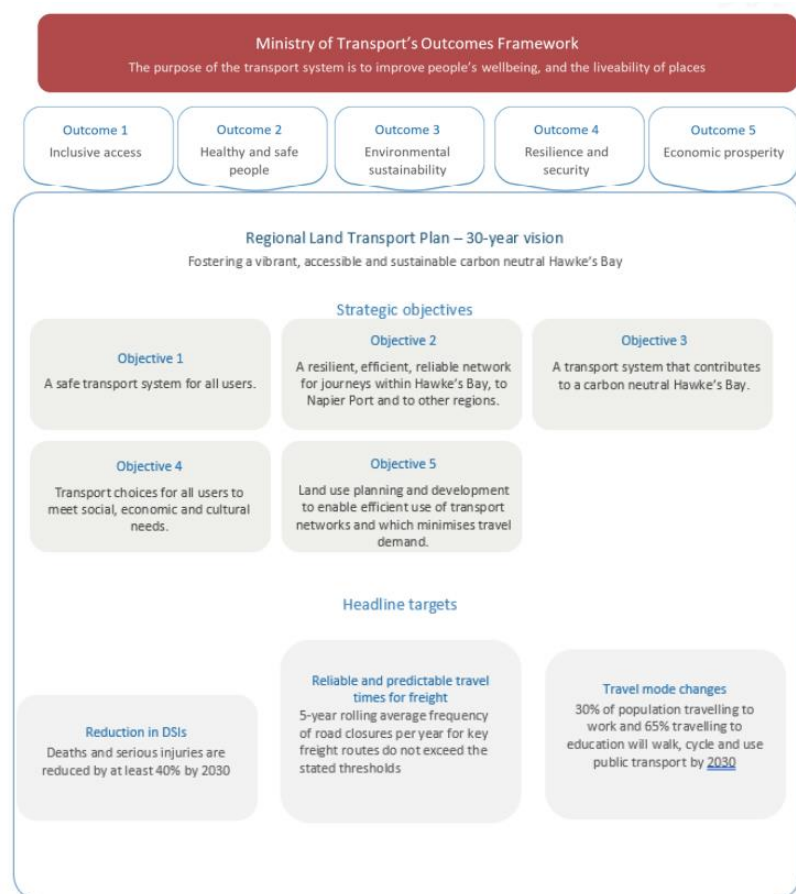 Ministry of Transport's Outcomes Framework
The purpose of the transport system is to improve people's wellbeing, and the liveability of places
Outcome 1
Inclusive access
Outcome 2
Healthy and safe
people
Outcome 3
Environmental
sustainability
Outcome 4
Resilience and
security
Outcome 5
Economic prosperity
Regional Land Transport Plan – 30-year vision
Fostering a vibrant, accessible and sustainable carbon neutral Hawke's Bay
Strategic objectives
Objective 1
A safe transport system for all users.
Objective 2
A resilient, efficient, reliable network
for journeys within Hawke's Bay, to
Napier Port and to other regions.
Objective 3
A transport system that contributes
to a carbon neutral Hawke's Bay.
Objective 4
Transport choices for all users to
meet social, economic and cultural
needs.
Objective 5
Land use planning and development
to enable efficient use of transport
networks and which minimises travel
demand.
Headline targets
Reduction in DSIs
Deaths and serious injuries are
reduced by at least 40% by 2030
Reliable and predictable travel
times for freight
5-year rolling average frequency
of road closures per year for key
freight routes do not exceed the
stated thresholds
Travel mode changes
30% of population travelling to
work and 65% travelling to
education will walk, cycle and use
public transport by 2030